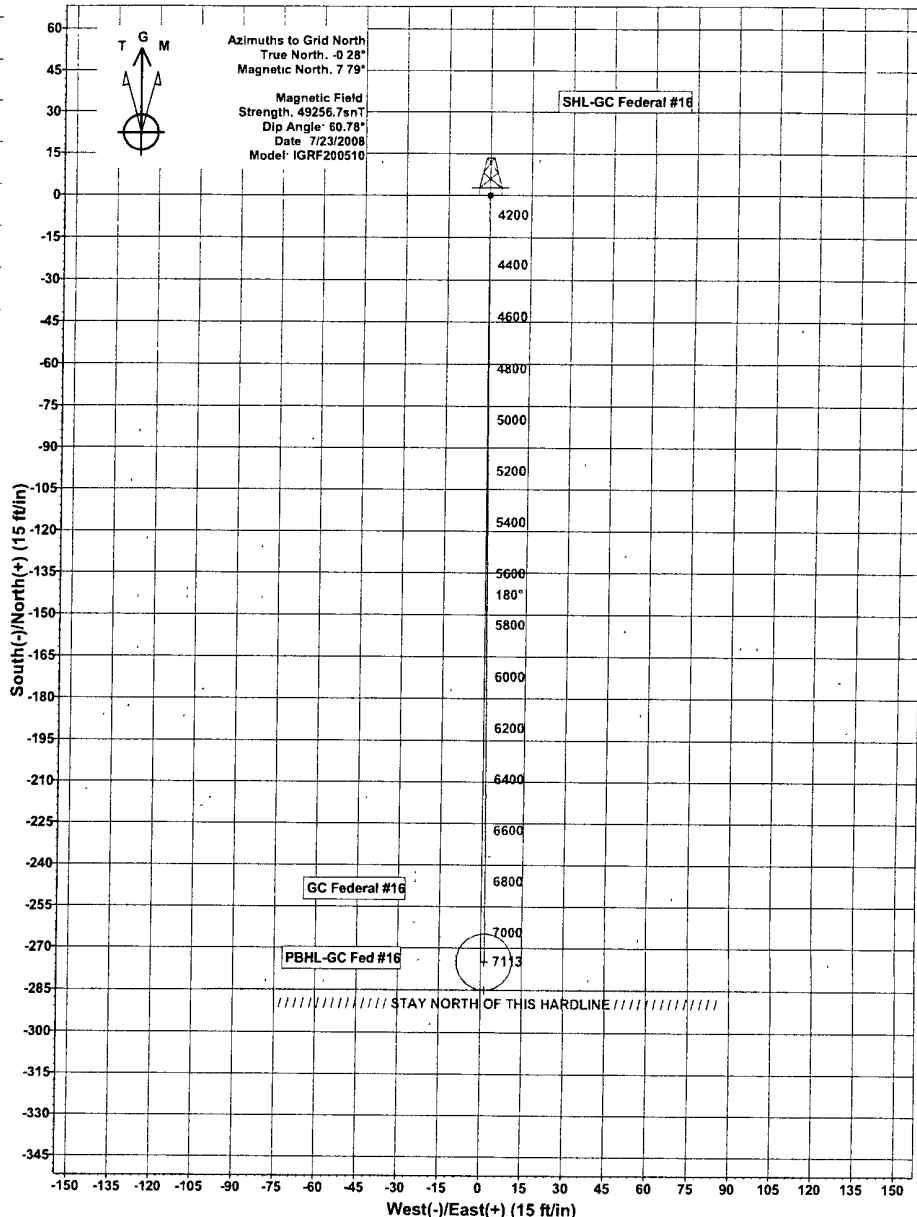 T G M
Azimuths to Grid North
True North. -0 28°
Magnetic North. 7 79°
Magnetic Field
Strength. 49256.7snT
Dip Angle: 60.78°
Date 7/23/2008
Model: IGRF200510
SHL-GC Federal #16
60
45
30
15
0
-15
-30
-45
-60
-75
-90
-105
-120
-135
-150
-165
-180
-195
-210
-225
-240
-255
-270
-285
-300
-315
-330
-345
South(-)/North(+) (15 ft/in)
4200
4400
4600
4800
5000
5200
5400
5600
180°
5800
6000
6200
6400
6600
6800
7000
7113
GC Federal #16
PBHL-GC Fed #16
/ / / / / / / / / / / / / / / STAY NORTH OF THIS HARDLINE / / / / / / / / / / / / / /
-150 -135 -120 -105 -90 -75 -60 -45 -30 -15 0 15 30 45 60 75 90 105 120 135 150
West(-)/East(+) (15 ft/in)